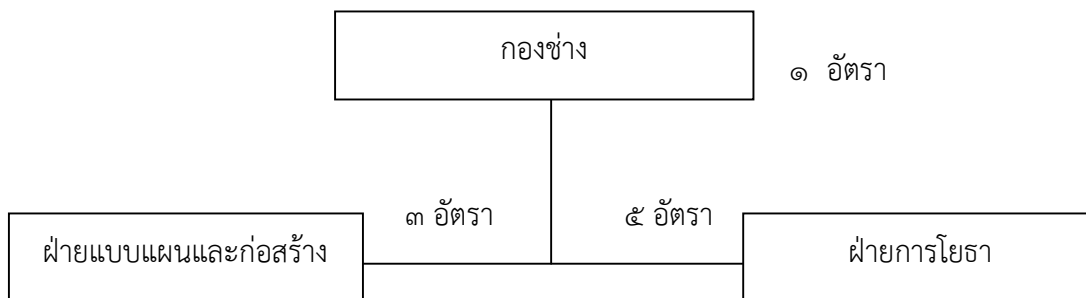 กองช่าง
๑ อัตรา
๓ อัตรา
๕ อัตรา
ฝ่ายแบบแผนและก่อสร้าง
ฝ่ายการโยธา